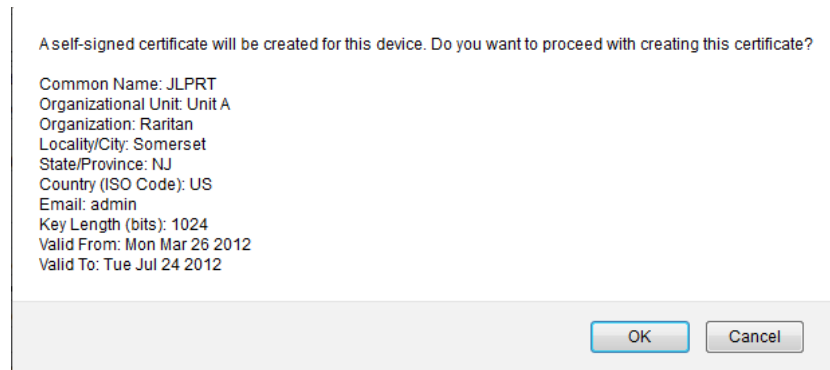 A self-signed certificate will be created for this device. Do you want to proceed with creating this certificate?
Common Name: JLPRT
Organizational Unit: Unit A
Organization: Raritan
Locality/City: Somerset
State/Province: NJ
Country (ISO Code): US
Email: admin
Key Length (bits): 1024
Valid From: Mon Mar 26 2012
Valid To: Tue Jul 24 2012
OK Cancel